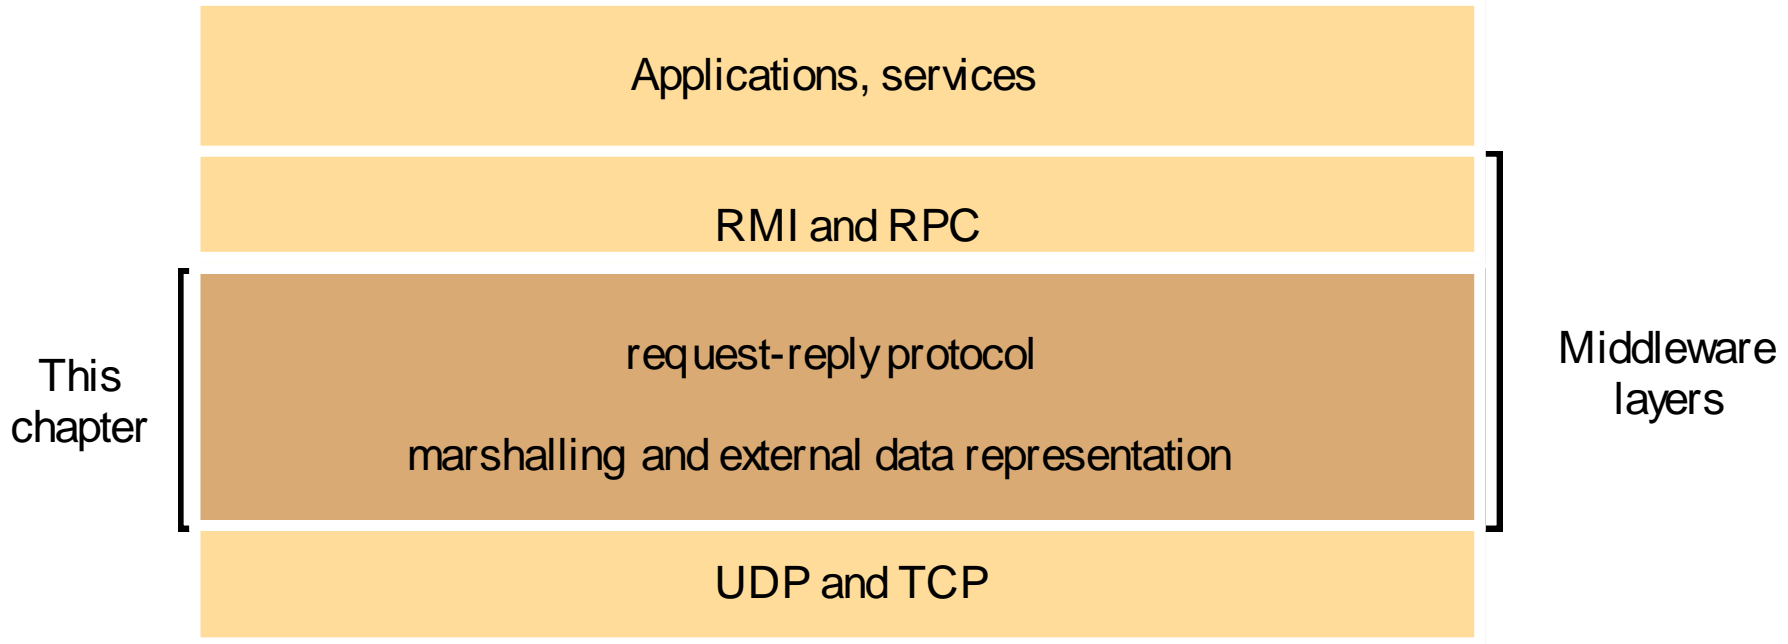 Applications, services
RMI and RPC
request-reply protocol
marshalling and external data representation
UDP and TCP
This
chapter
Middleware
layers